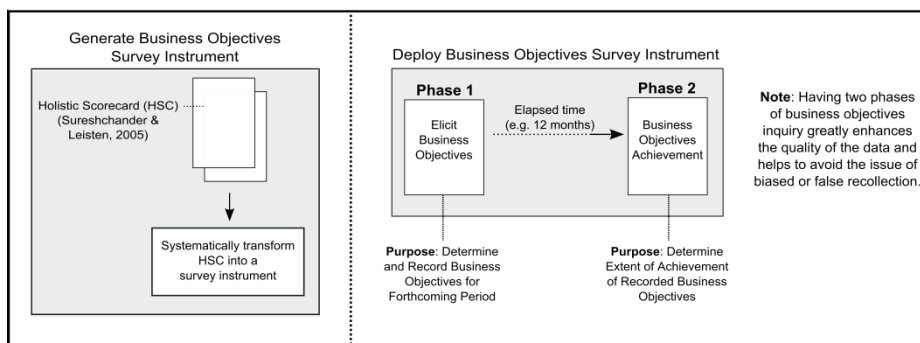 Generate Business Objectives
Survey Instrument
Holistic Scorecard (HSC)
(Sureshchander &
Leisten, 2005)
Systematically transform
HSC into a
survey instrument
Deploy Business Objectives Survey Instrument
Phase 1
Elicit
Business
Objectives
Elapsed time
(e.g. 12 months)
Phase 2
Business
Objectives
Achievement
Purpose: Determine
and Record Business
Objectives for
Forthcoming Period
Purpose: Determine
Extent of Achievement
of Recorded Business
Objectives
Note: Having two phases
of business objectives
inquiry greatly enhances
the quality of the data and
helps to avoid the issue of
biased or false recollection.